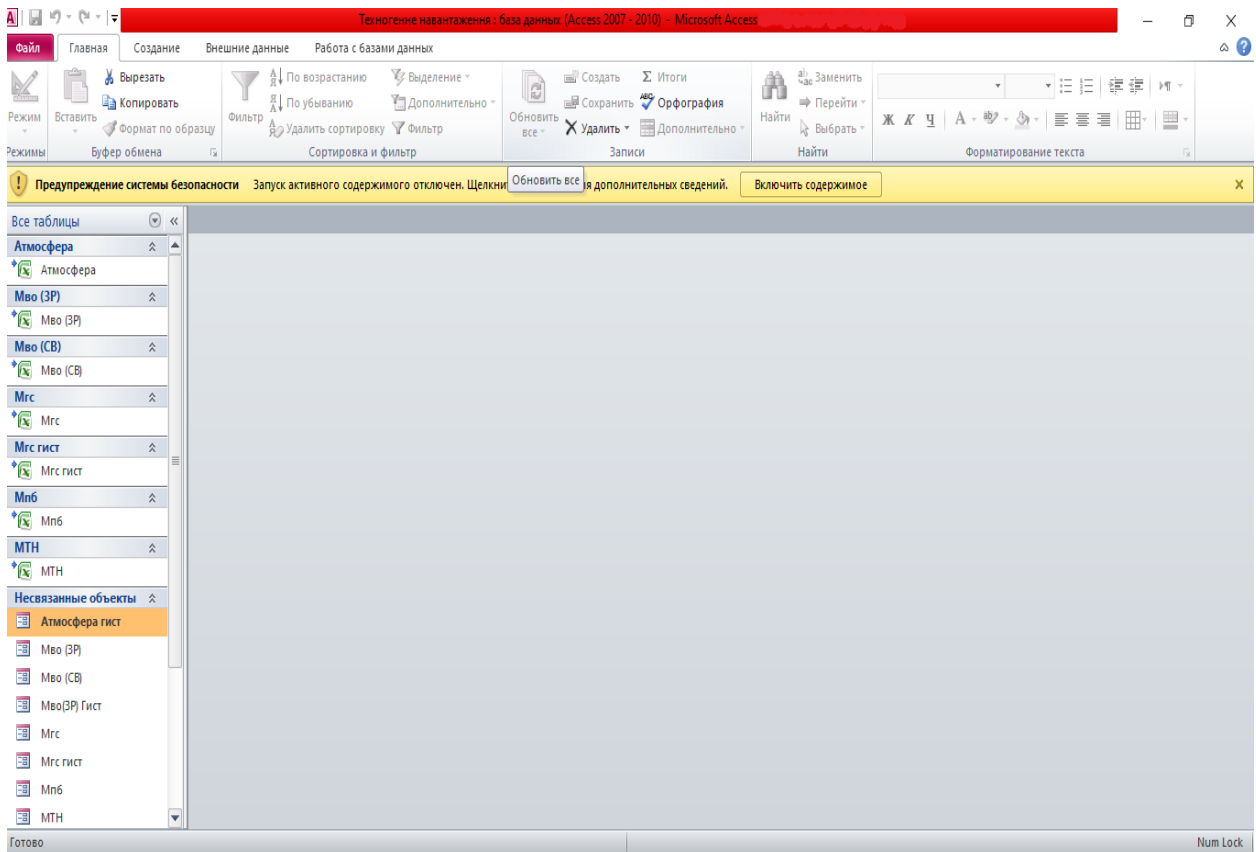 Техногенне навантаження : база данных (Access 2007 - 2010) - Microsoft Access
Файл Главная Создание Внешние данные Работа с базами данных
Режим
Режимы
Вставить
Вырезать
Копировать
Формат по образцу
Буфер обмена
Фильтр
По возрастанию
По убыванию
Удалить сортировку
Выделение
Дополнительно
Фильтр
Сортировка и фильтр
Обновить
все
Создать
Сохранить
Удалить
Итоги
Орфография
Дополнительно
Записи
Найти
Заменить
Перейти
Выбрать
Найти
Ж К Ч А
Форматирование текста
Предупреждение системы безопасности Запуск активного содержимого отключен. Щелкни я дополнительных сведений. Включить содержимое
Обновить все
Все таблицы
Атмосфера
Атмосфера
Мво (ЗР)
Мво (ЗР)
Мво (СВ)
Мво (СВ)
Мгс
Мгс
Мгс гист
Мгс гист
Мпб
Мпб
МТН
МТН
Несвязанные объекты
Атмосфера гист
Мво (ЗР)
Мво (СВ)
Мво(ЗР) Гист
Мгс
Мгс гист
Мпб
МТН
Готово
Num Lock